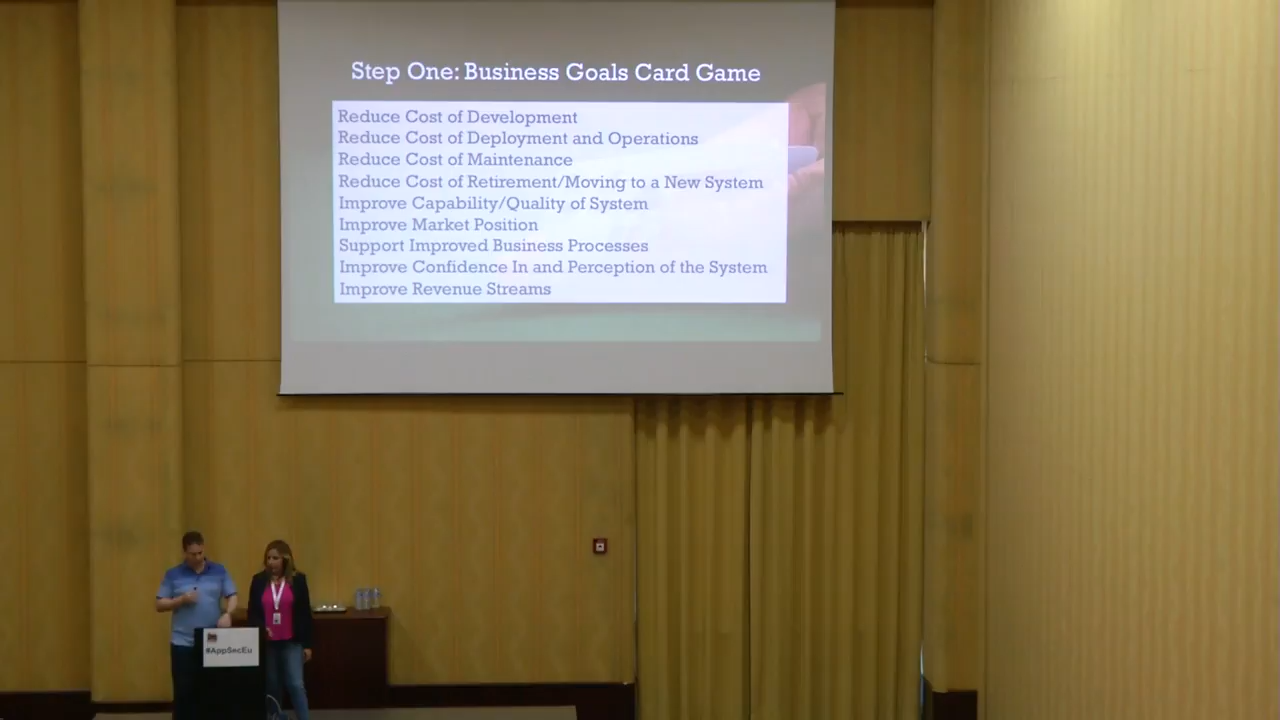 Step One: Business Goals Card Game
Reduce Cost of Development
Reduce Cost of Deployment and Operations
Reduce Cost of Maintenance
Reduce Cost of Retirement/Moving to a New System
Improve Capability/Quality of System
Improve Market Position
Support Improved Business Processes
Improve Confidence In and Perception of the System
Improve Revenue Streams
#AppSecEu